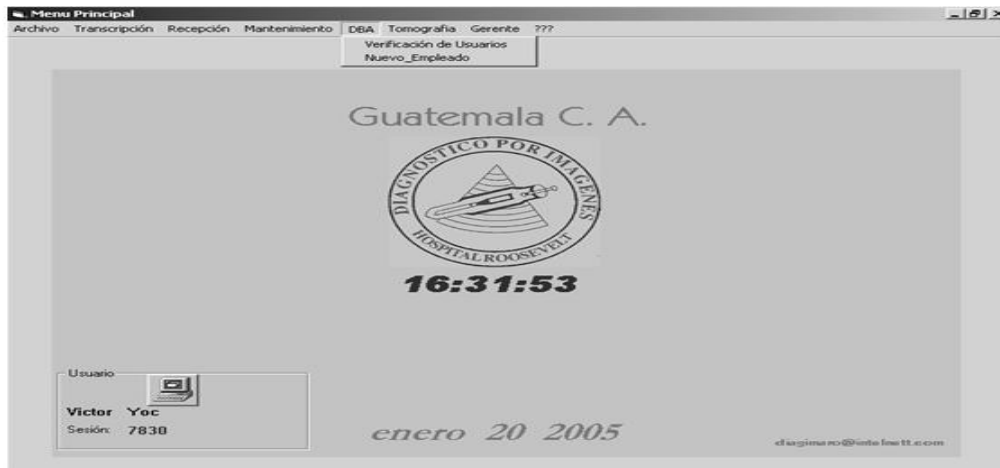 Menu Principal
Archivo Transcripción Recepción Mantenimiento DBA Tomografia Gerente ???
Verificación de Usuarios
Nuevo_Empleado
Guatemala C. A.
DIAGNOSTICO POR IMAGENES
HOSPITAL ROOSEVELT
16:31:53
Usuario
Victor Yoc
Sesión: 7830
enero 20 2005